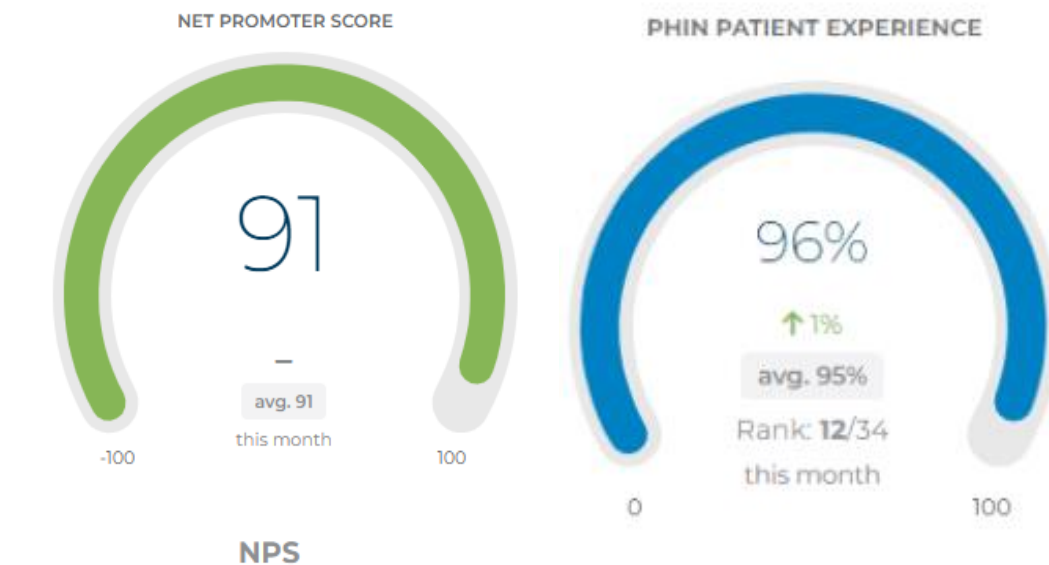 NET PROMOTER SCORE
91
–
avg. 91
this month
-100
100
NPS
PHIN PATIENT EXPERIENCE
96%
↑ 1%
avg. 95%
Rank: 12/34
this month
0
100